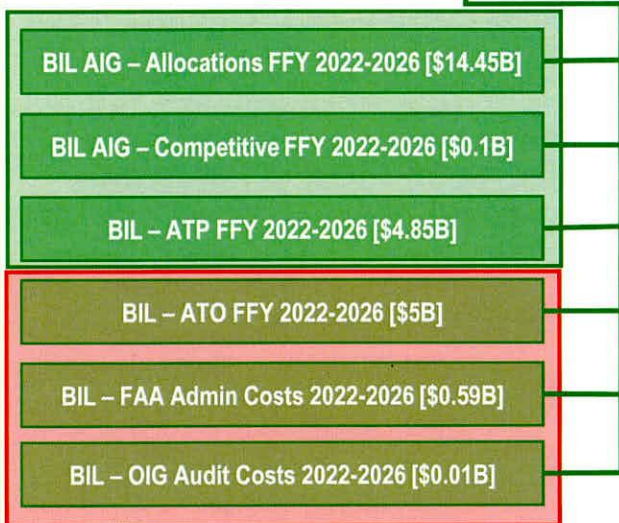 BIL AIG – Allocations FFY 2022-2026 [$14.45B]
BIL AIG – Competitive FFY 2022-2026 [$0.1B]
BIL – ATP FFY 2022-2026 [$4.85B]
BIL – ATO FFY 2022-2026 [$5B]
BIL – FAA Admin Costs 2022-2026 [$0.59B]
BIL – OIG Audit Costs 2022-2026 [$0.01B]